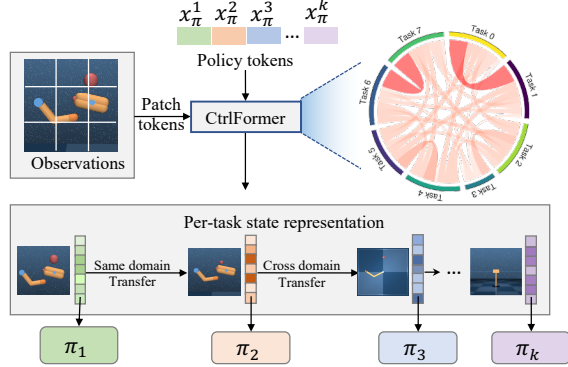 x_π^1 x_π^2 x_π^3 ... x_π^k
Policy tokens
Patch
tokens
CtrlFormer
Observations
Task 7
Task 0
Task 6
Task 1
Task 5
Task 2
Task 4
Task 3
Per-task state representation
Same domain
Transfer
Cross domain
Transfer
...
π_1
π_2
π_3
π_k